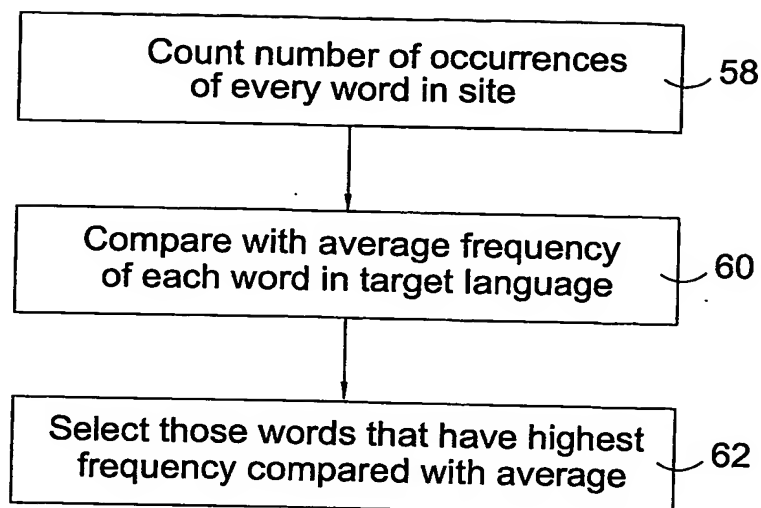 Count number of occurrences
of every word in site
58
Compare with average frequency
of each word in target language
60
Select those words that have highest
frequency compared with average
62